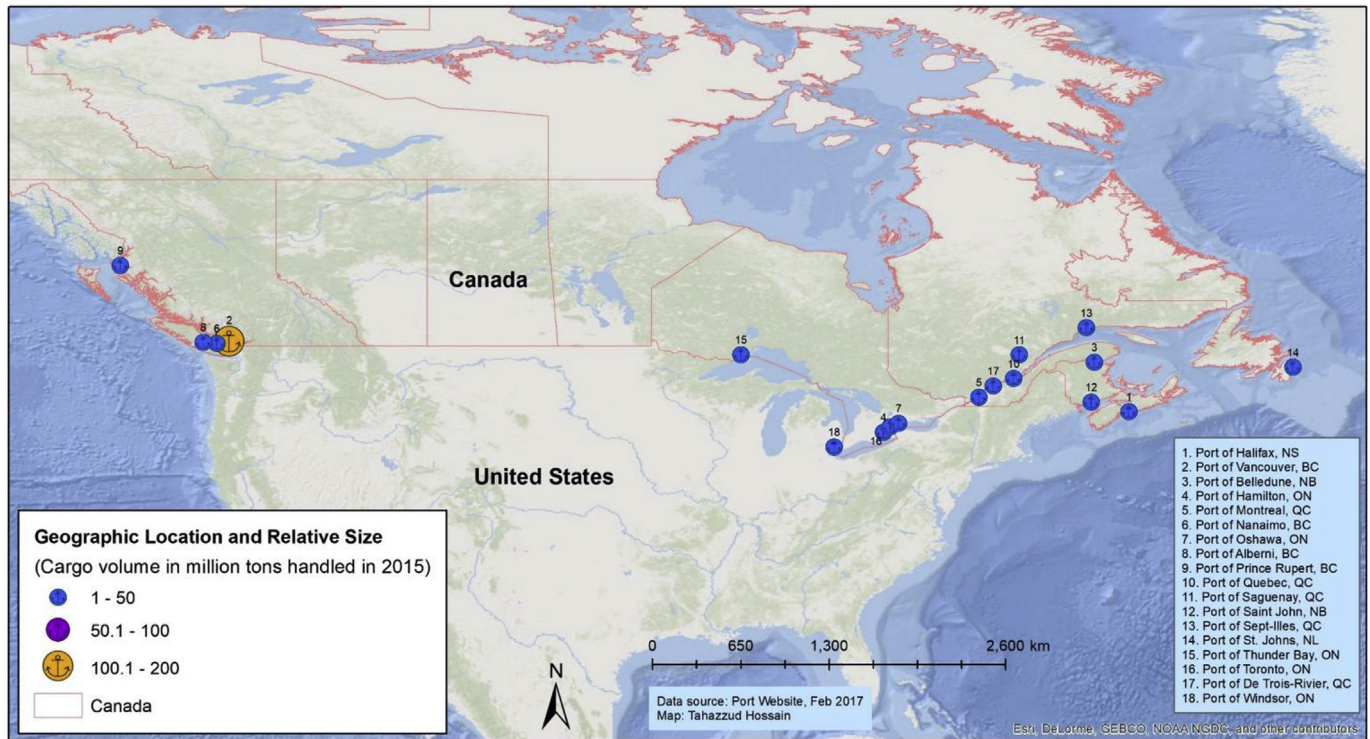 9
Canada
2
8
6
15
13
11
3
14
10
17
5
12
1
7
4
16
18
United States
1. Port of Halifax, NS
2. Port of Vancouver, BC
3. Port of Belledune, NB
4. Port of Hamilton, ON
5. Port of Montreal, QC
6. Port of Nanaimo, BC
7. Port of Oshawa, ON
8. Port of Alberni, BC
9. Port of Prince Rupert, BC
10. Port of Quebec, QC
11. Port of Saguenay, QC
12. Port of Saint John, NB
13. Port of Sept-Illes, QC
14. Port of St. Johns, NL
15. Port of Thunder Bay, ON
16. Port of Toronto, ON
17. Port of De Trois-Rivier, QC
18. Port of Windsor, ON
Geographic Location and Relative Size
(Cargo volume in million tons handled in 2015)
1 - 50
50.1 - 100
100.1 - 200
Canada
N
0 650 1,300 2,600 km
Data source: Port Website, Feb 2017
Map: Tahazzud Hossain
Esri, DeLorme, GEBCO, NOAA NGDC, and other contributors